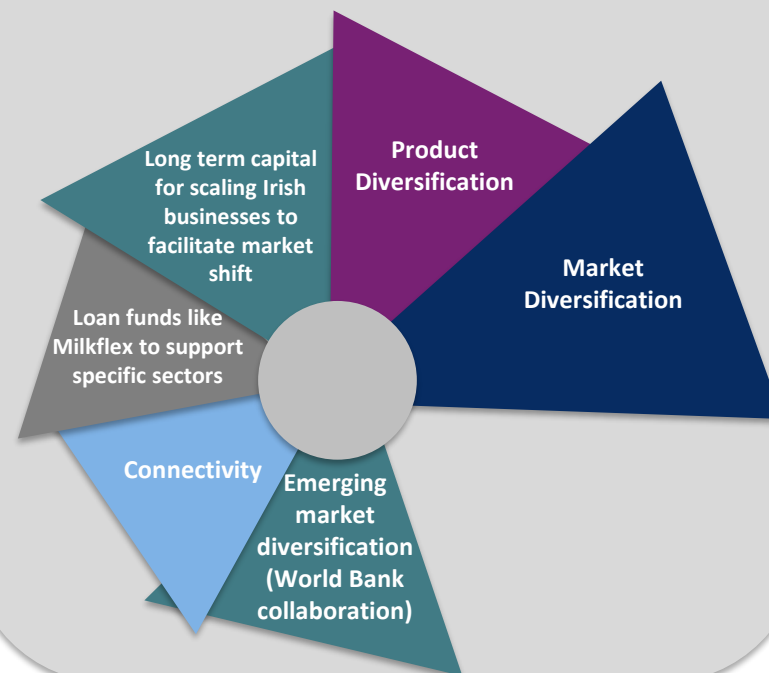 Product
Diversification
Market
Diversification
Emerging
market
diversification
(World Bank
collaboration)
Connectivity
Loan funds like
Milkflex to support
specific sectors
Long term capital
for scaling Irish
businesses to
facilitate market
shift